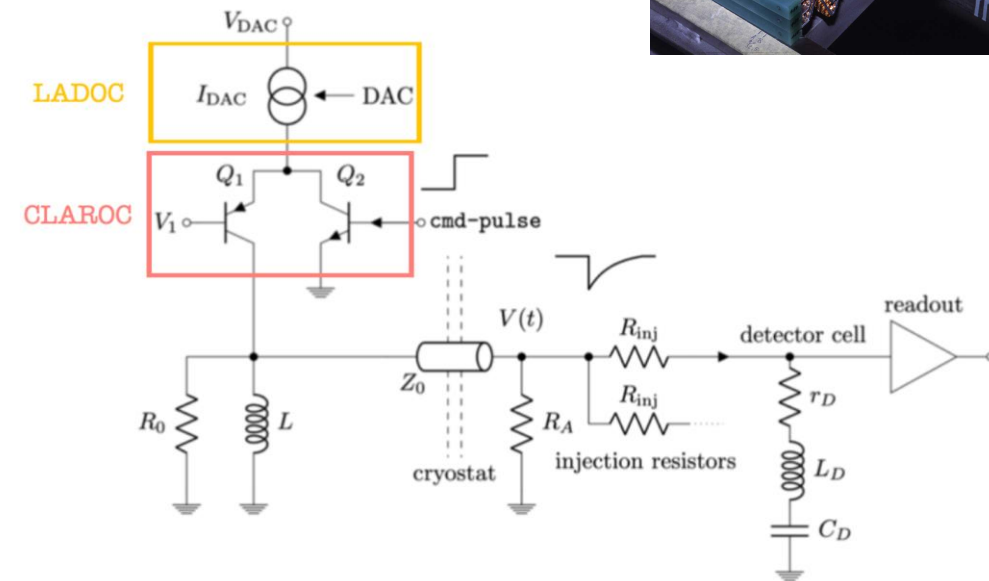 V_DAC
LADOC
I_DAC
DAC
Q_1
Q_2
CLAROC
V_1
cmd-pulse
V(t)
R_inj
detector cell
readout
Z_0
R_inj
r_D
R_0
L
R_A
injection resistors
cryostat
L_D
C_D